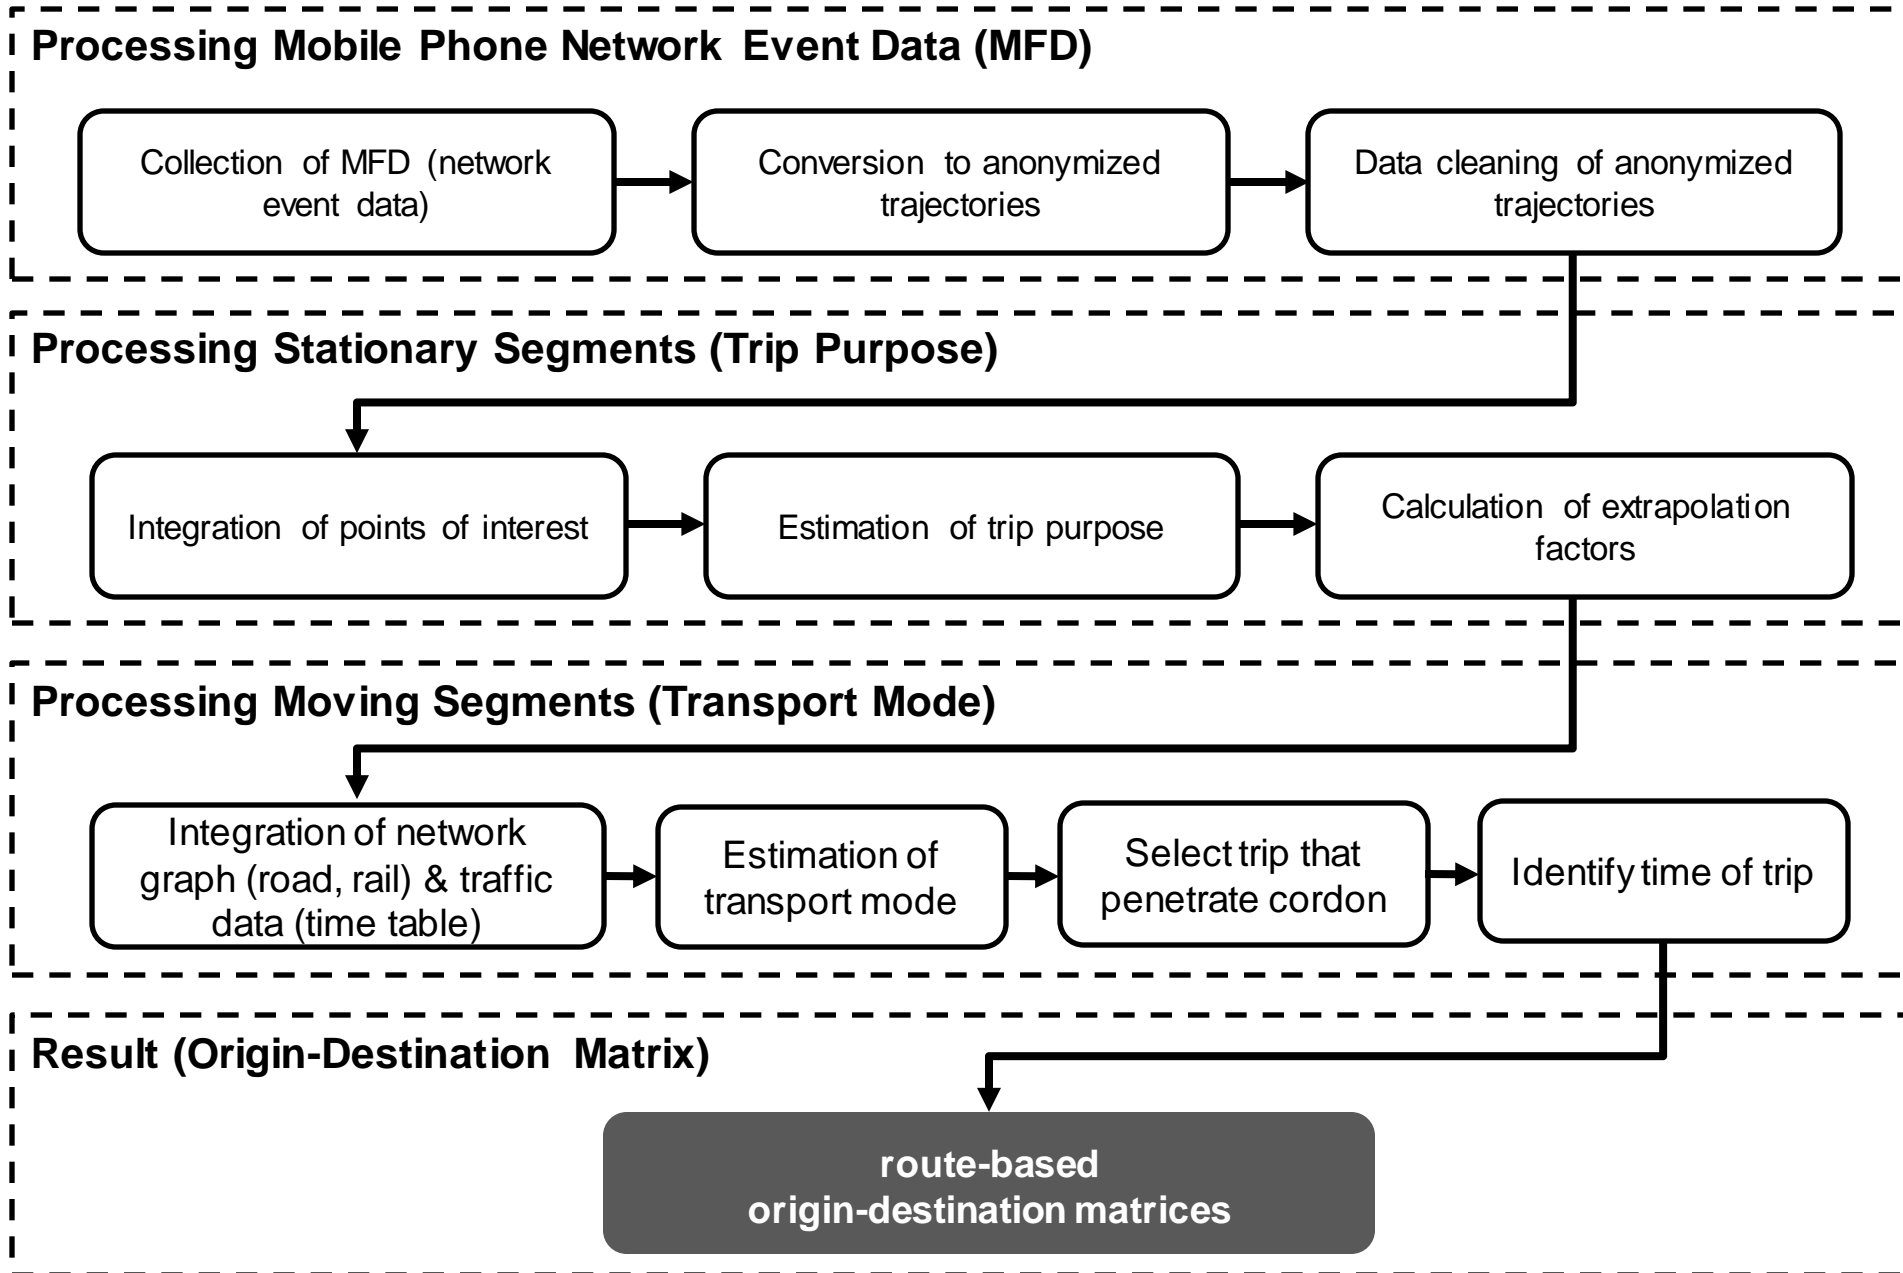 Processing Mobile Phone Network Event Data (MFD)
Collection of MFD (network
event data)
Conversion to anonymized
trajectories
Data cleaning of anonymized
trajectories
Processing Stationary Segments (Trip Purpose)
Integration of points of interest
Estimation of trip purpose
Calculation of extrapolation
factors
Processing Moving Segments (Transport Mode)
Integration of network
graph (road, rail) & traffic
data (time table)
Estimation of
transport mode
Select trip that
penetrate cordon
Identify time of trip
Result (Origin-Destination Matrix)
route-based
origin-destination matrices